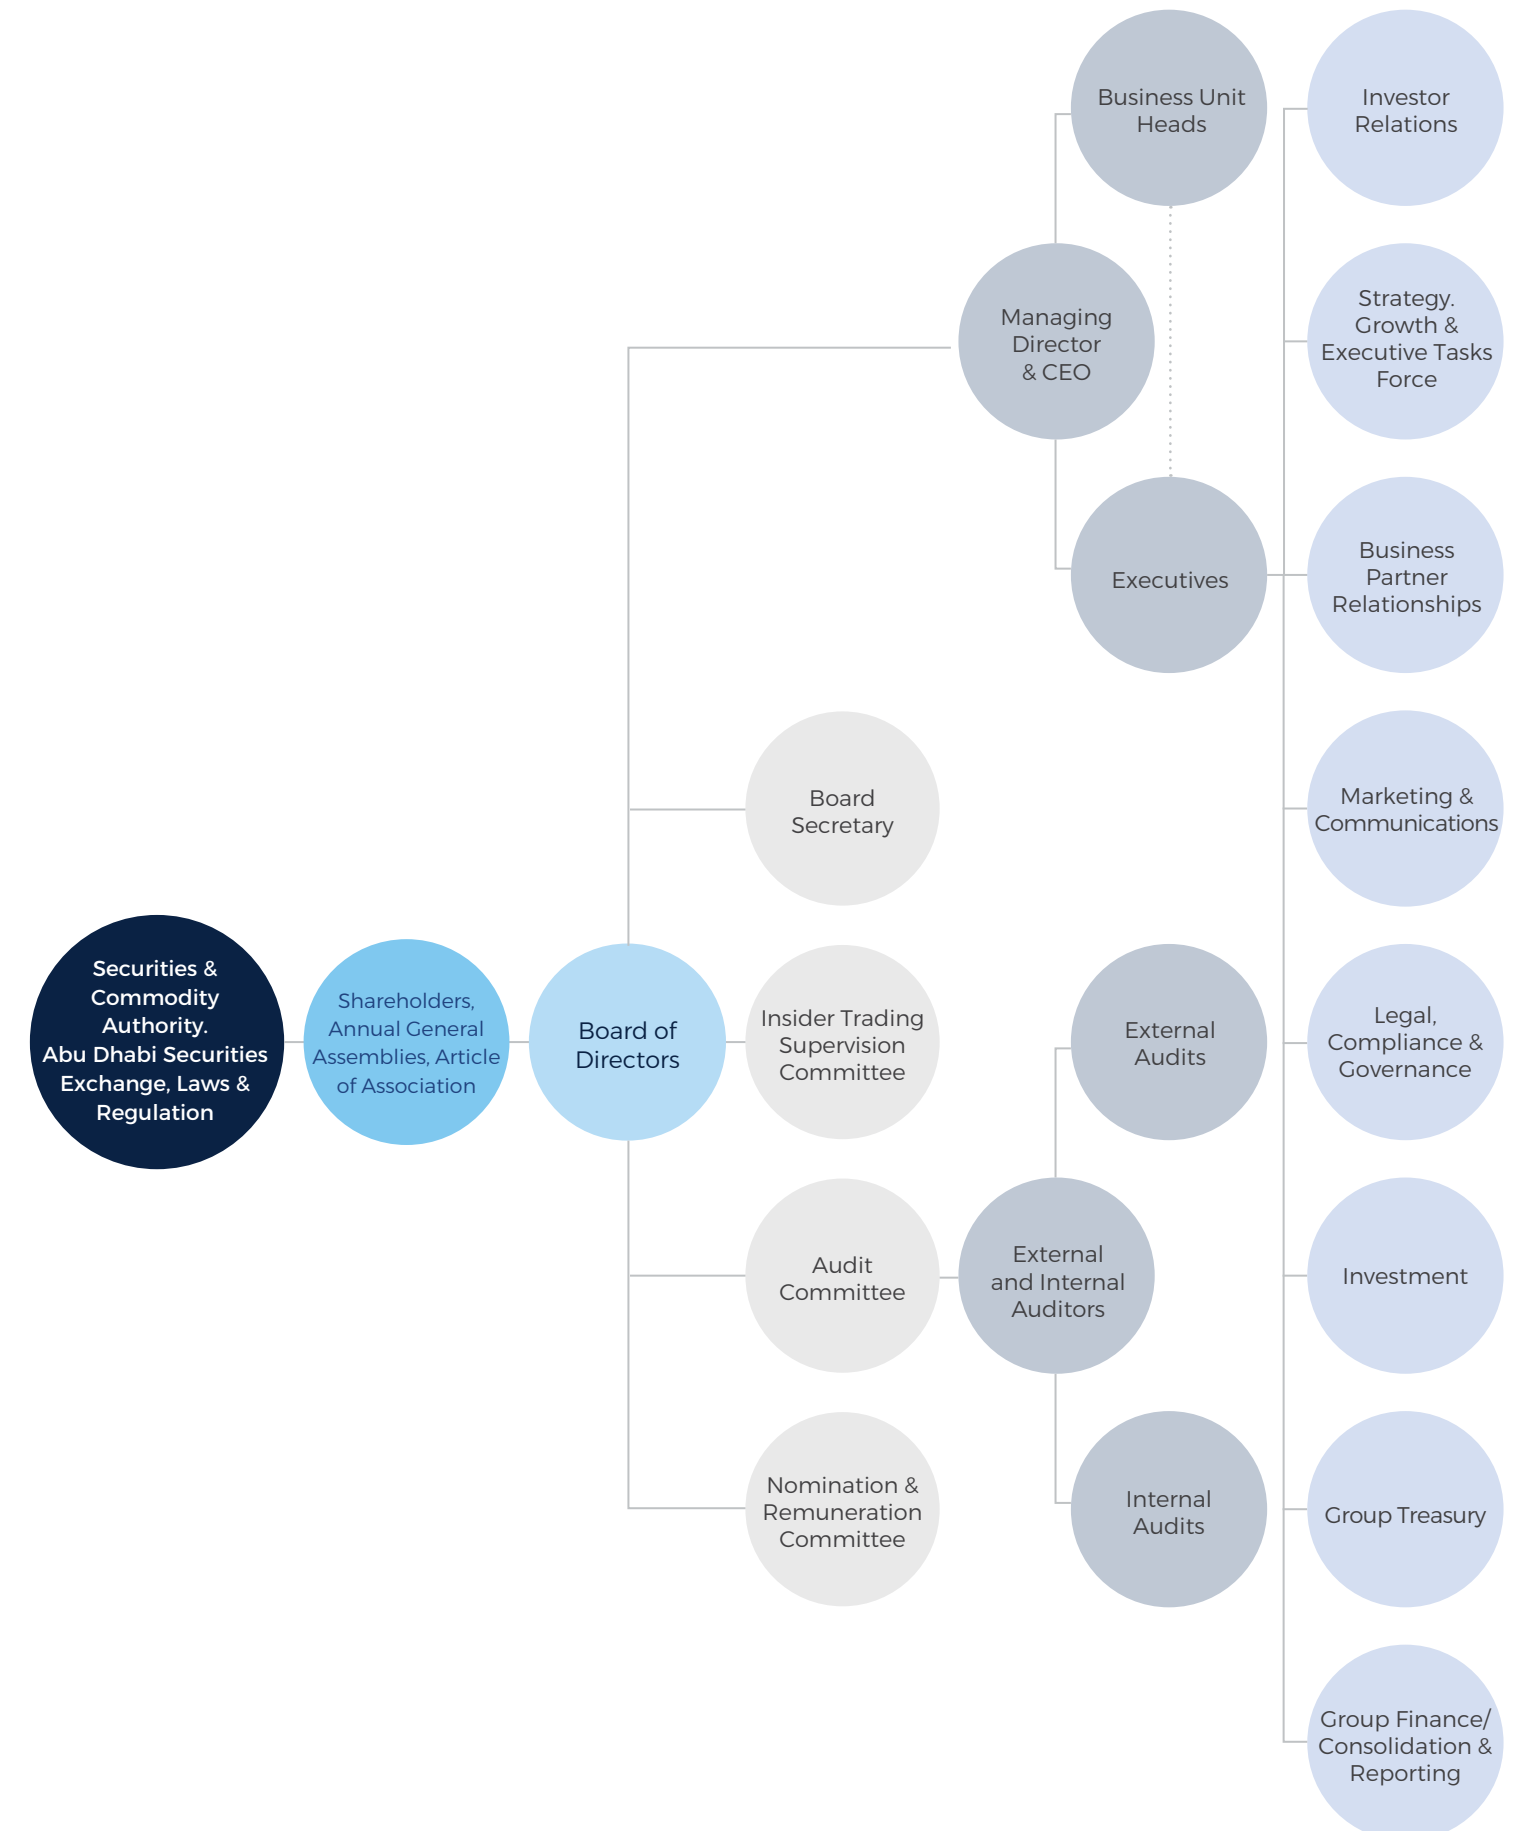 Business Unit
Heads
Investor
Relations
Managing
Director
& CEO
Strategy.
Growth &
Executive Tasks
Force
Executives
Business
Partner
Relationships
Board
Secretary
Marketing &
Communications
Securities &
Commodity
Authority.
Abu Dhabi Securities
Exchange, Laws &
Regulation
Shareholders,
Annual General
Assemblies, Article
of Association
Board of
Directors
Insider Trading
Supervision
Committee
External
Audits
Legal,
Compliance &
Governance
Audit
Committee
External
and Internal
Auditors
Investment
Nomination &
Remuneration
Committee
Internal
Audits
Group Treasury
Group Finance/
Consolidation &
Reporting